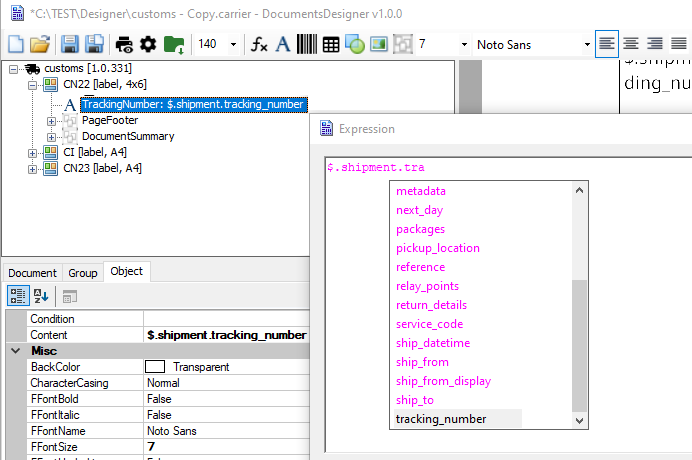 *C:\TEST\Designer\customs - Copy.carrier - DocumentsDesigner v1.0.0
140
7
Noto Sans
customs [1.0.331]
CN22 [label, 4x6]
TrackingNumber: $.shipment.tracking_number
PageFooter
DocumentSummary
CI [label, A4]
CN23 [label, A4]
ding_num
Expression
$.shipment.tra
metadata
next_day
packages
pickup_location
reference
relay_points
return_details
service_code
ship_datetime
ship_from
ship_from_display
ship_to
tracking_number
Document
Group
Object
Condition
Content $.shipment.tracking_number
Misc
BackColor Transparent
CharacterCasing Normal
FFontBold False
FFontItalic False
FFontName Noto Sans
FFontSize 7